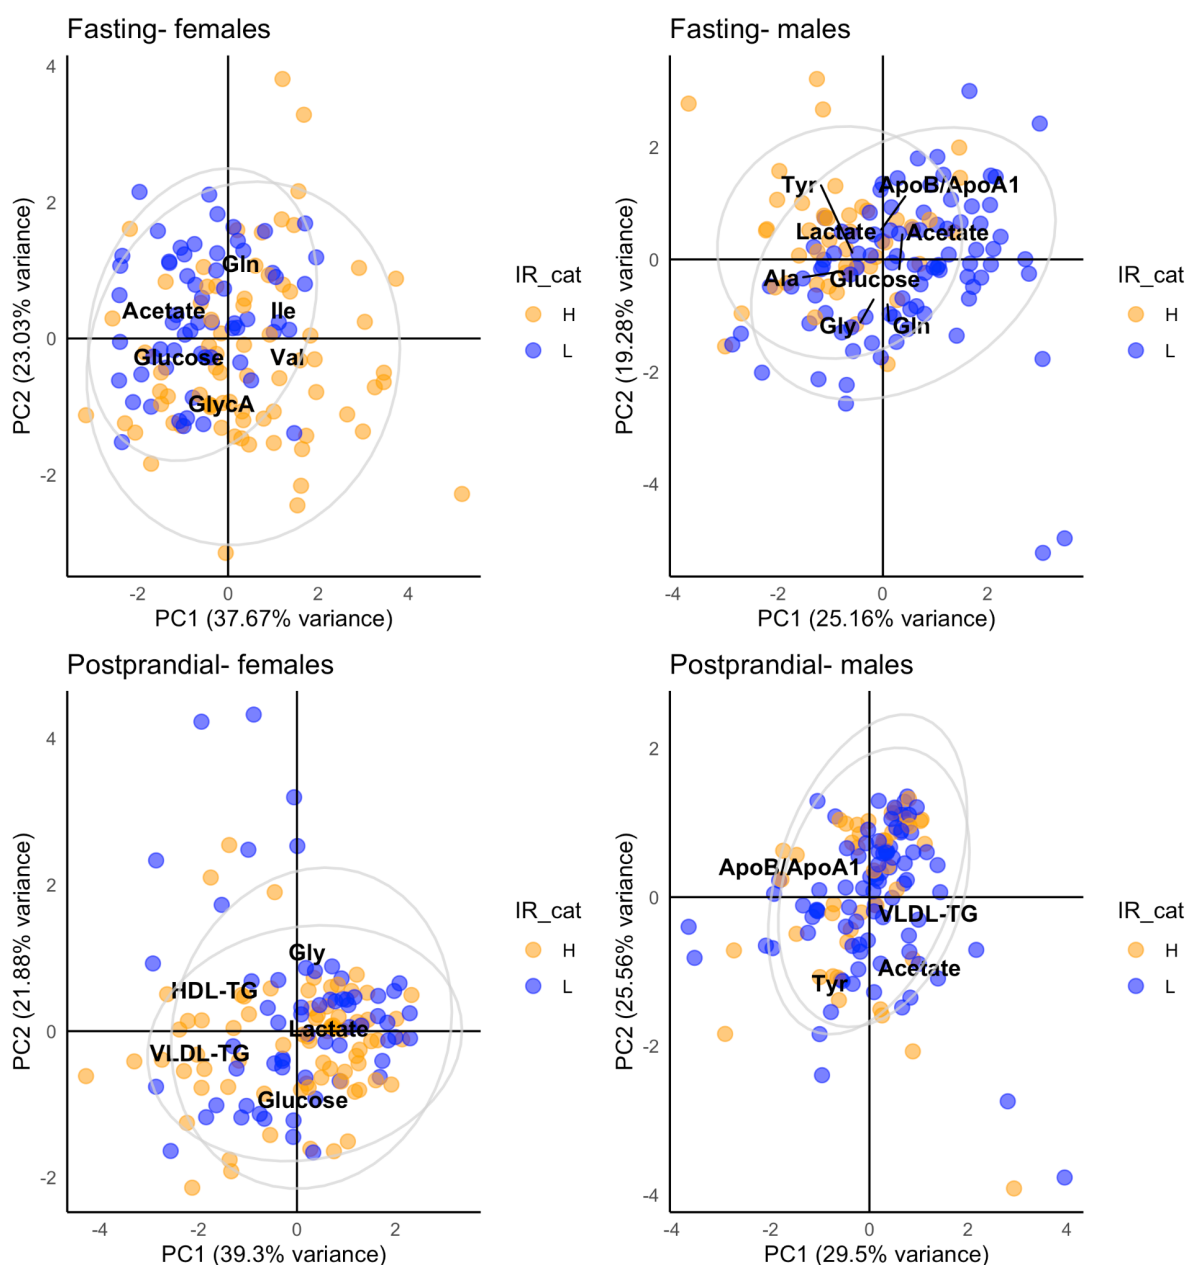 Fasting- females
4
2
0
-2
Gln
Acetate
Ile
Glucose
Val
GlycA
-2
0
2
4
PC1 (37.67% variance)
PC2 (23.03% variance)
IR_cat
H
L
Fasting- males
2
0
-2
-4
Tyr
ApoB/ApoA1
Lactate
Acetate
Ala
Glucose
Gly
Gln
-4
-2
0
2
PC1 (25.16% variance)
PC2 (19.28% variance)
IR_cat
H
L
Postprandial- females
4
2
0
-2
Gly
HDL-TG
Lactate
VLDL-TG
Glucose
-4
-2
0
2
PC1 (39.3% variance)
PC2 (21.88% variance)
IR_cat
H
L
Postprandial- males
2
0
-2
-4
ApoB/ApoA1
VLDL-TG
Acetate
Tyr
-4
-2
0
2
4
PC1 (29.5% variance)
PC2 (25.56% variance)
IR_cat
H
L